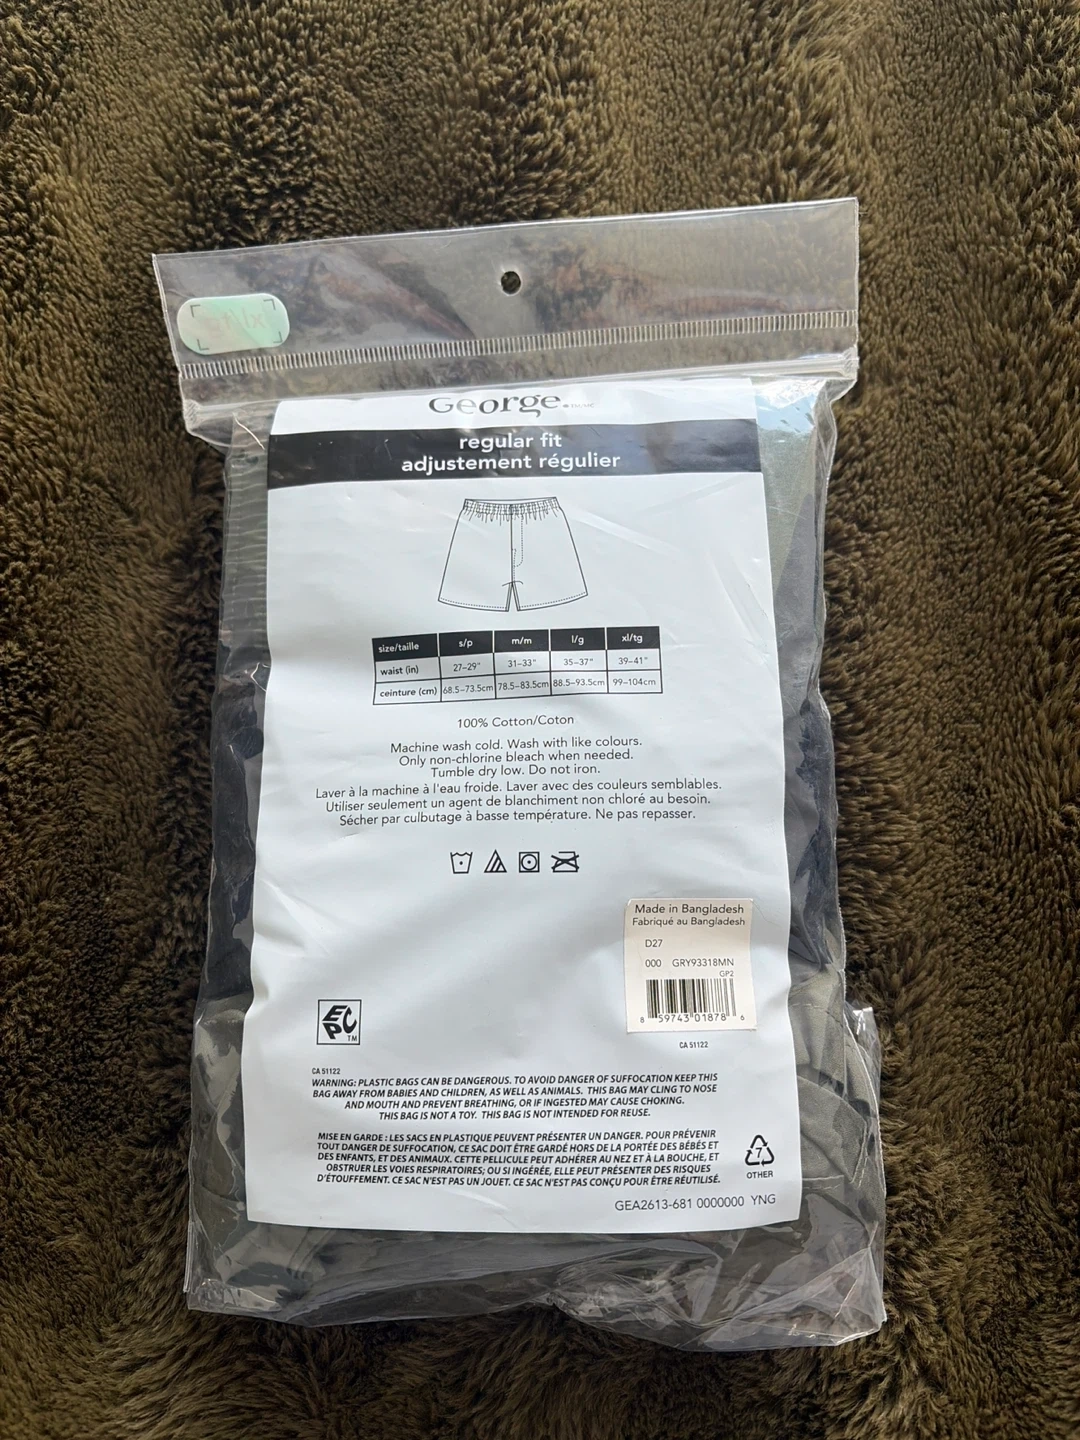 George
regular fit
adjustement régulier
size/taille s/p m/m l/g xl/tg
waist (in) 27–29" 31–33" 35–37" 39–41"
ceinture (cm) 68.5–73.5cm 78.5–83.5cm 88.5–93.5cm 99–104cm
100% Cotton/Coton
Machine wash cold. Wash with like colours.
Only non-chlorine bleach when needed.
Tumble dry low. Do not iron.
Laver à la machine à l'eau froide. Laver avec des couleurs semblables.
Utiliser seulement un agent de blanchiment non chloré au besoin.
Sécher par culbutage à basse température. Ne pas repasser.
Made in Bangladesh
Fabriqué au Bangladesh
D27
000 GRY93318MN
GP2
8 59743 01878 6
CA 51122
EPC TM
CA 51122
WARNING: PLASTIC BAGS CAN BE DANGEROUS. TO AVOID DANGER OF SUFFOCATION KEEP THIS
BAG AWAY FROM BABIES AND CHILDREN, AS WELL AS ANIMALS. THIS BAG MAY CLING TO NOSE
AND MOUTH AND PREVENT BREATHING, OR IF INGESTED MAY CAUSE CHOKING.
THIS BAG IS NOT A TOY. THIS BAG IS NOT INTENDED FOR REUSE.
MISE EN GARDE : LES SACS EN PLASTIQUE PEUVENT PRÉSENTER UN DANGER. POUR PRÉVENIR
TOUT DANGER DE SUFFOCATION, CE SAC DOIT ÊTRE GARDÉ HORS DE LA PORTÉE DES BÉBÉS ET
DES ENFANTS, ET DES ANIMAUX. CETTE PELLICULE PEUT ADHÉRER AU NEZ ET À LA BOUCHE, ET
OBSTRUER LES VOIES RESPIRATOIRES; OU SI INGÉRÉE, ELLE PEUT PRÉSENTER DES RISQUES
D'ÉTOUFFEMENT. CE SAC N'EST PAS UN JOUET. CE SAC N'EST PAS CONÇU POUR ÊTRE RÉUTILISÉ.
7
OTHER
GEA2613-681 0000000 YNG